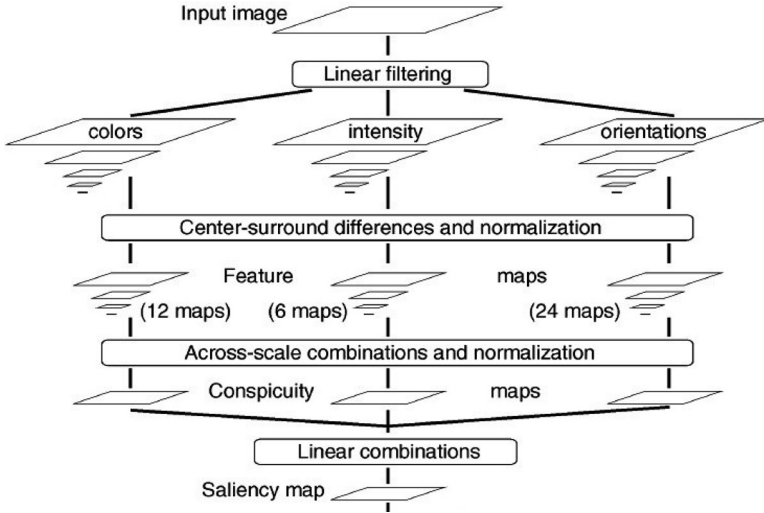 Input image
Linear filtering
colors intensity orientations
Center-surround differences and normalization
Feature maps
(12 maps) (6 maps) (24 maps)
Across-scale combinations and normalization
Conspicuity maps
Linear combinations
Saliency map